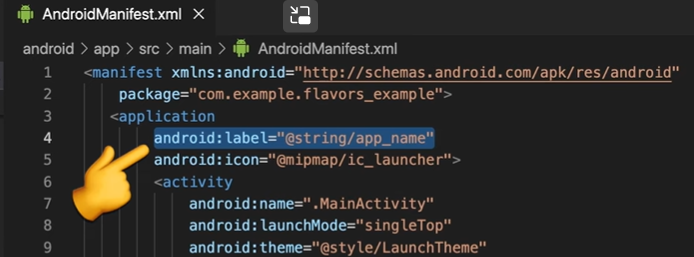 AndroidManifest.xml ×
android > app > src > main > AndroidManifest.xml
1 <manifest xmlns:android="http://schemas.android.com/apk/res/android"
2 package="com.example.flavors_example">
3 <application
4 android:label="@string/app_name"
5 android:icon="@mipmap/ic_launcher">
6 <activity
7 android:name=".MainActivity"
8 android:launchMode="singleTop"
9 android:theme="@style/LaunchTheme"